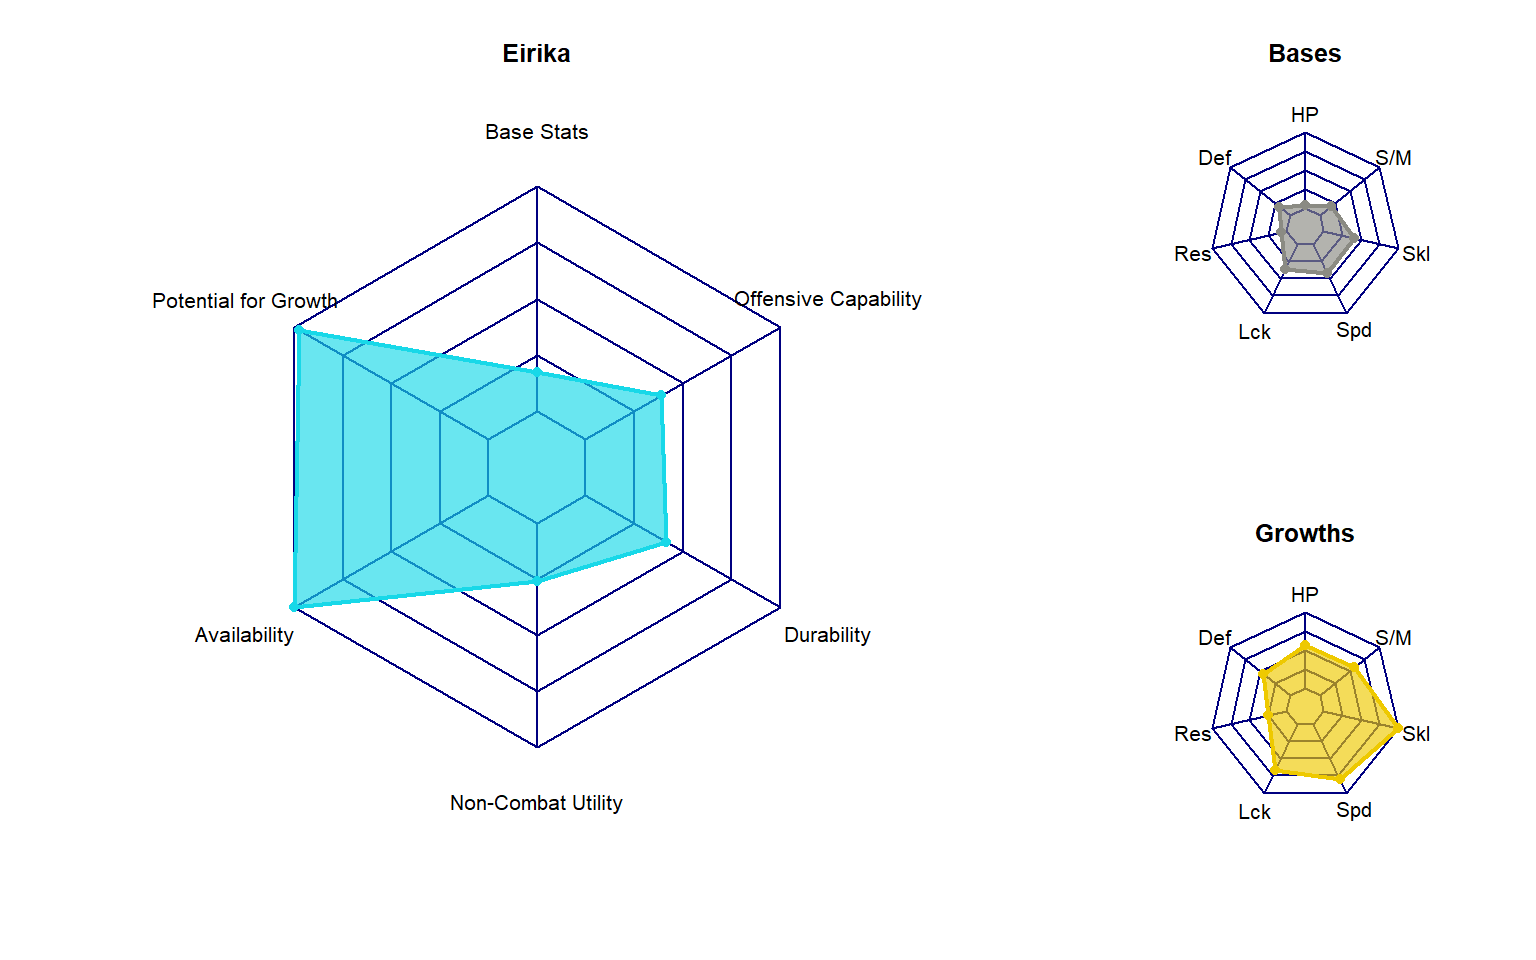 Eirika
Base Stats
Potential for Growth
Offensive Capability
Availability
Durability
Non-Combat Utility
Bases
HP
Def
S/M
Res
Skl
Lck
Spd
Growths
HP
Def
S/M
Res
Skl
Lck
Spd